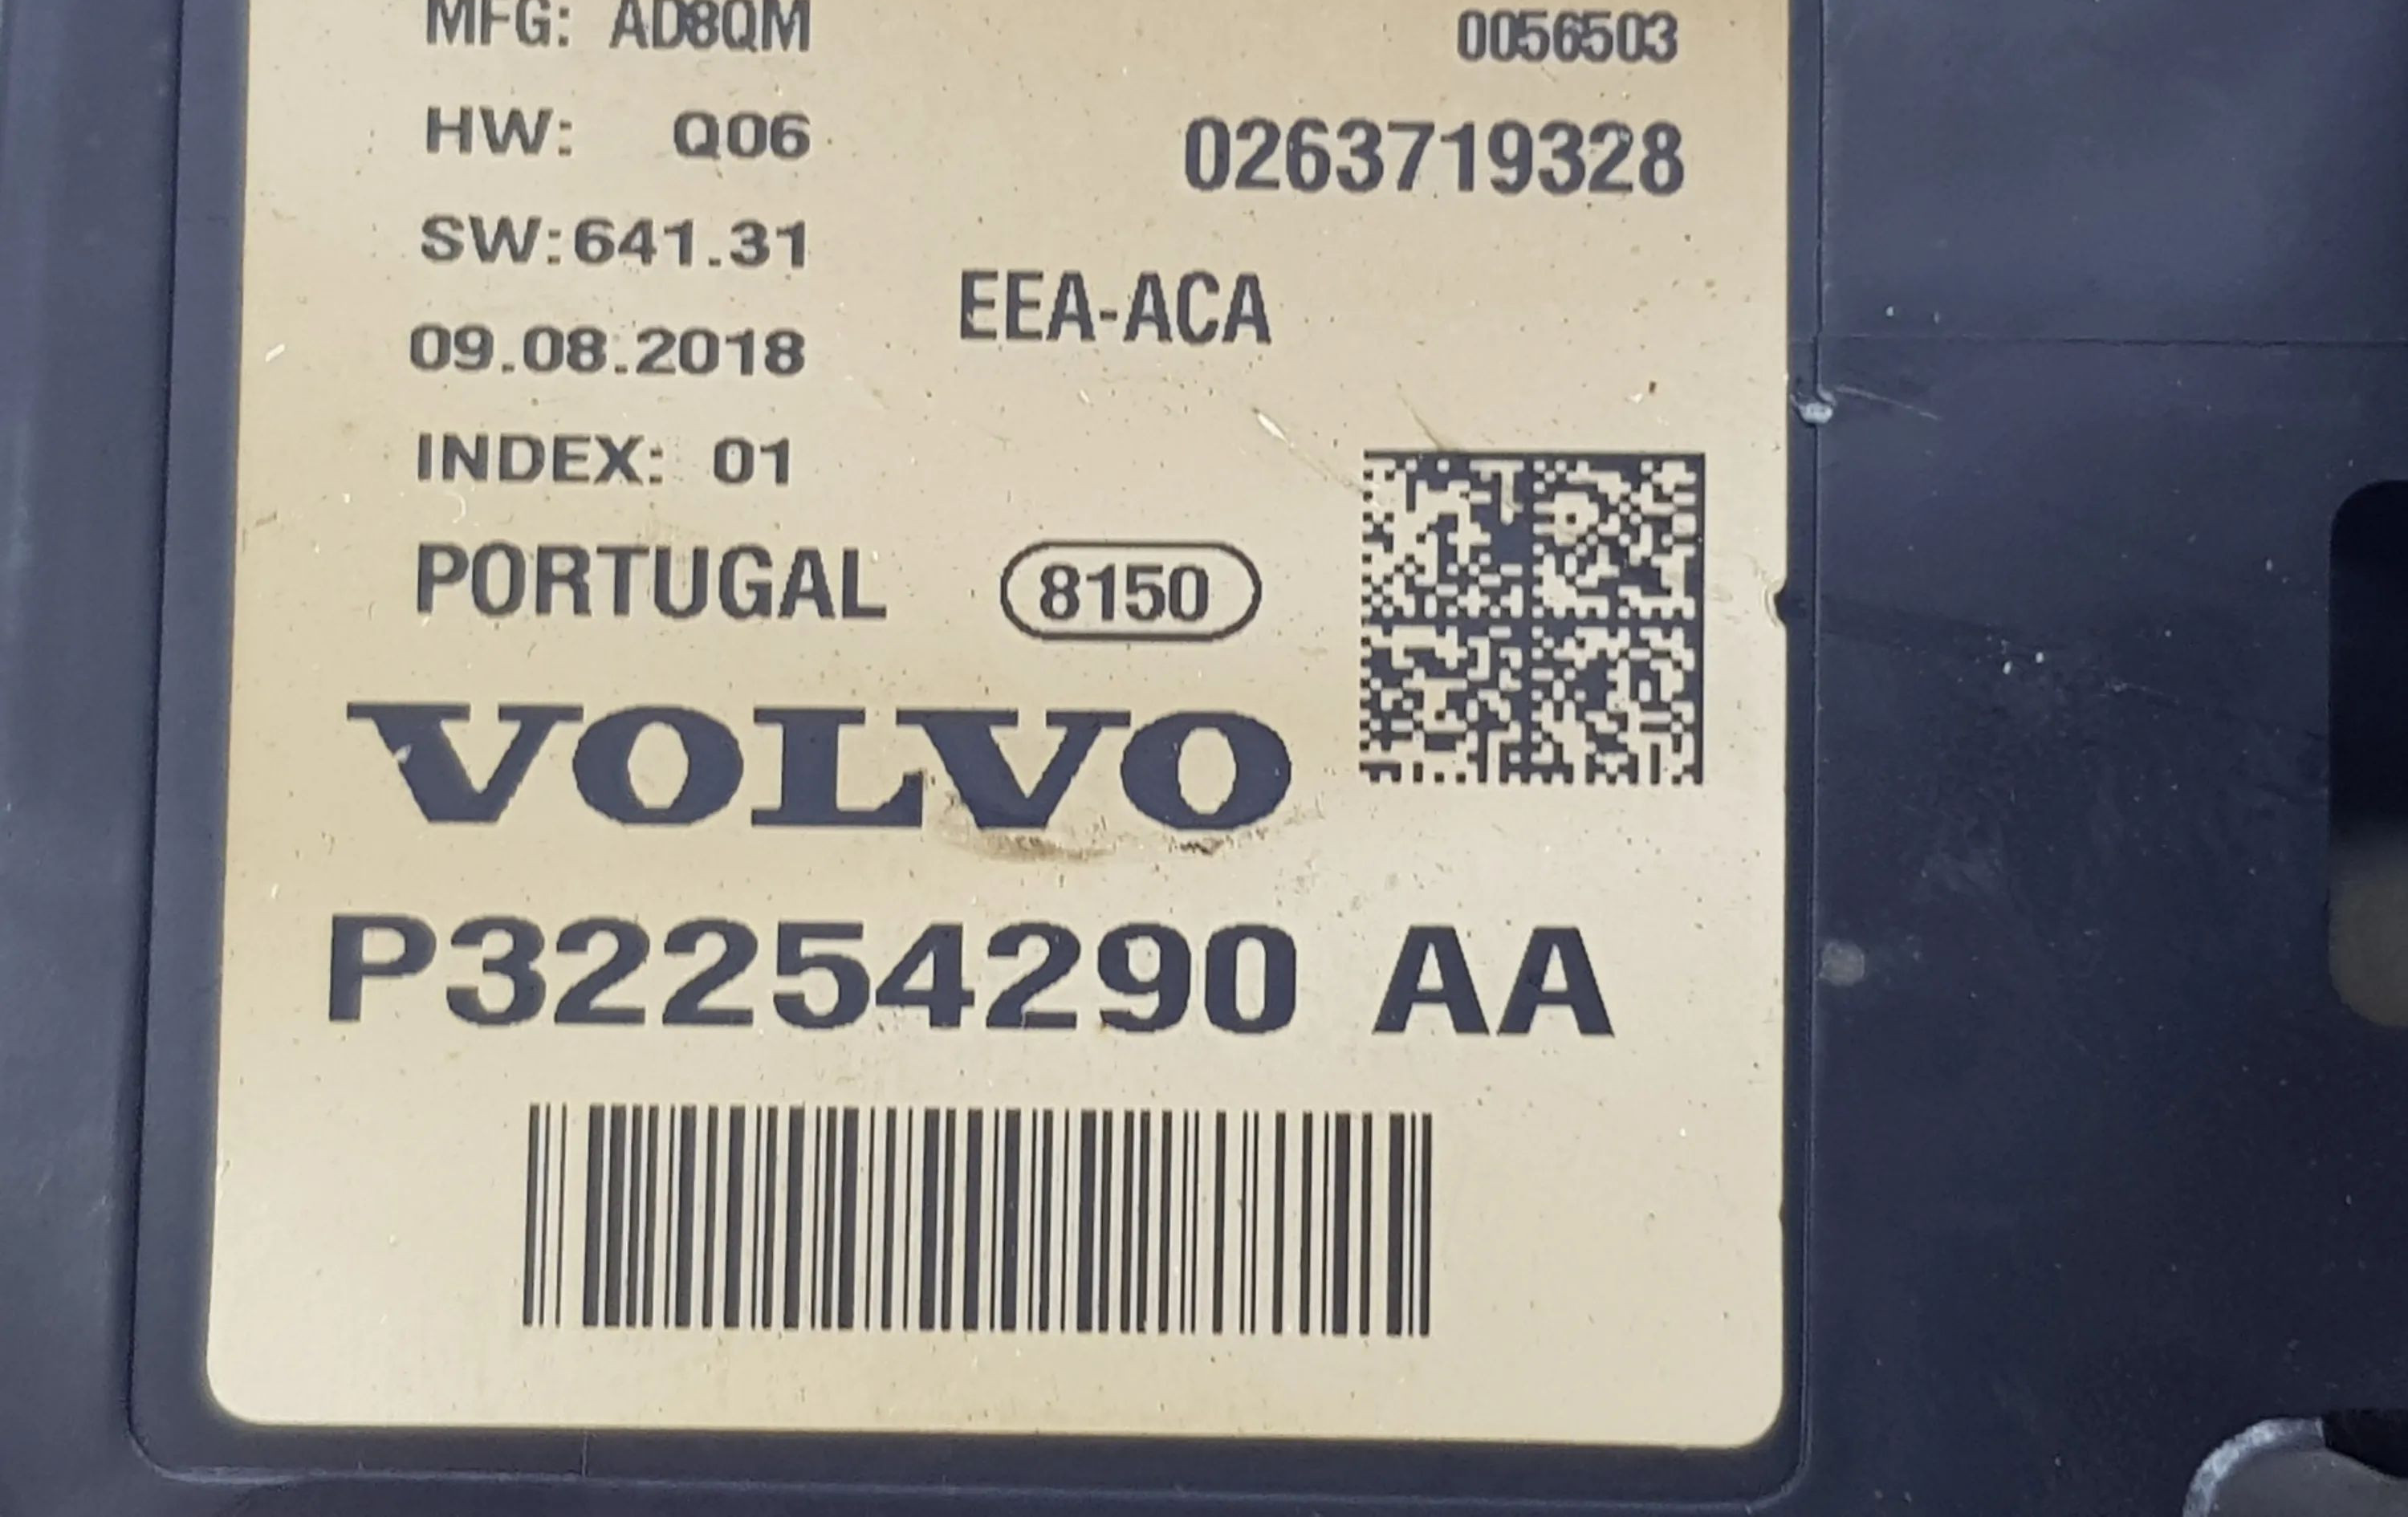 MFG: AD8QM
0056503
HW: Q06
0263719328
SW:641.31
EEA-ACA
09.08.2018
INDEX: 01
PORTUGAL
8150
VOLVO
P32254290 AA